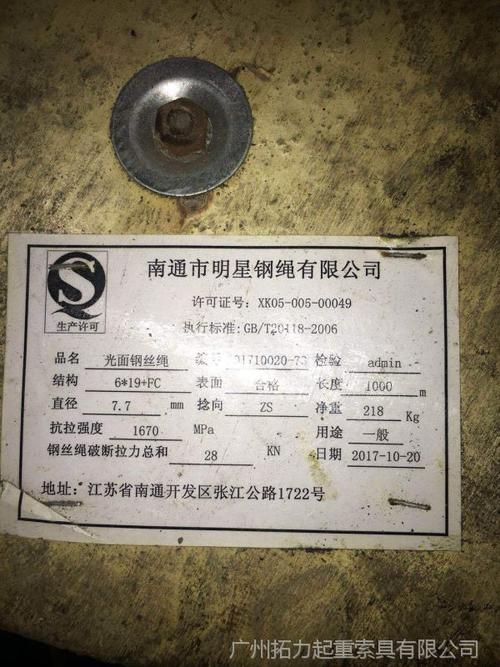 南通市明星钢绳有限公司
许可证号: XK05-005-00049
生产许可
执行标准: GB/T20118-2006
品名 光面钢丝绳 检验 admin
结构 6*19+FC 表面 合格 长度 1000 m
直径 7.7 mm 捻向 ZS 净重 218 Kg
抗拉强度 1670 MPa 用途 一般
钢丝绳破断拉力总和 28 KN 日期 2017-10-20
地址: 江苏省南通开发区张江公路1722号
广州拓力起重索具有限公司